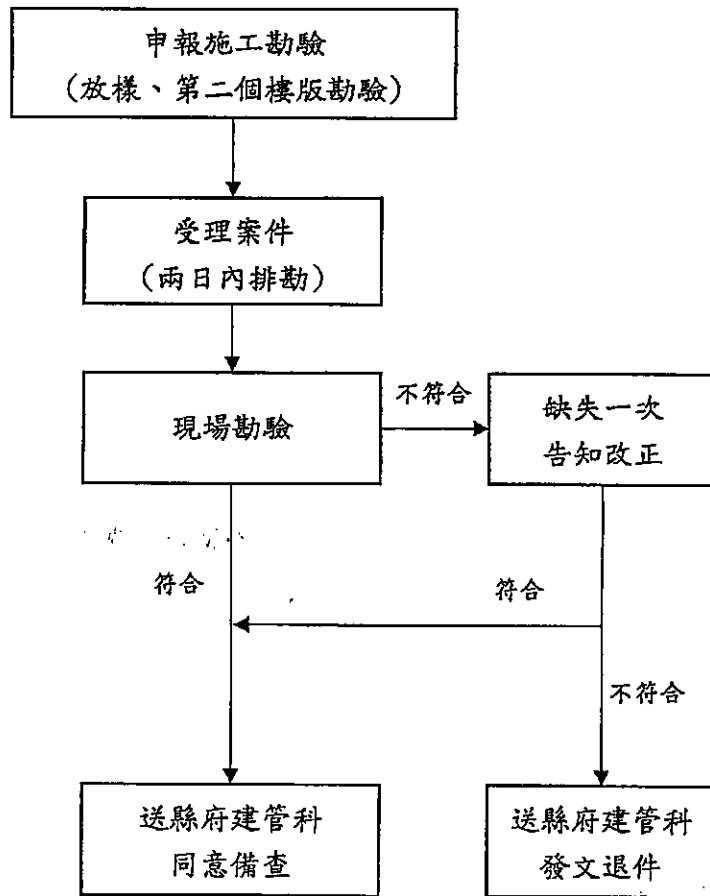 申報施工勘驗
(放樣、第二個樓版勘驗)
受理案件
(兩日內排勘)
現場勘驗
不符合
缺失一次
告知改正
符合
符合
不符合
送縣府建管科
同意備查
送縣府建管科
發文退件